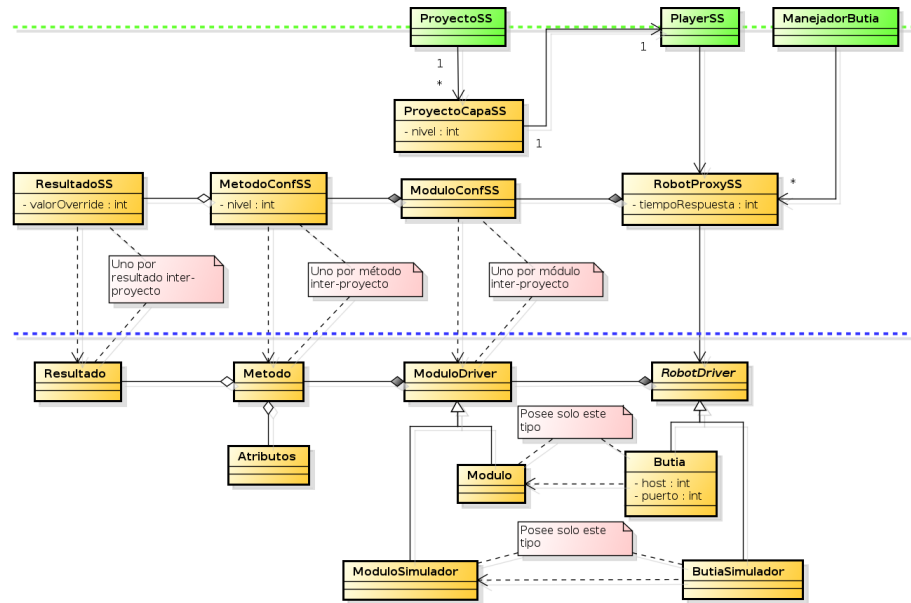 ProyectoSS
PlayerSS
ManejadorButia
1
*
1
ProyectoCapaSS
- nivel : int
1
ResultadoSS
- valorOverride : int
MetodoConfSS
- nivel : int
ModuloConfSS
RobotProxySS
- tiempoRespuesta : int
*
Uno por
resultado inter-
proyecto
Uno por método
inter-proyecto
Uno por módulo
inter-proyecto
Resultado
Metodo
ModuloDriver
RobotDriver
Posee solo este
tipo
Atributos
Modulo
Butia
- host : int
- puerto : int
Posee solo este
tipo
ModuloSimulador
ButiaSimulador